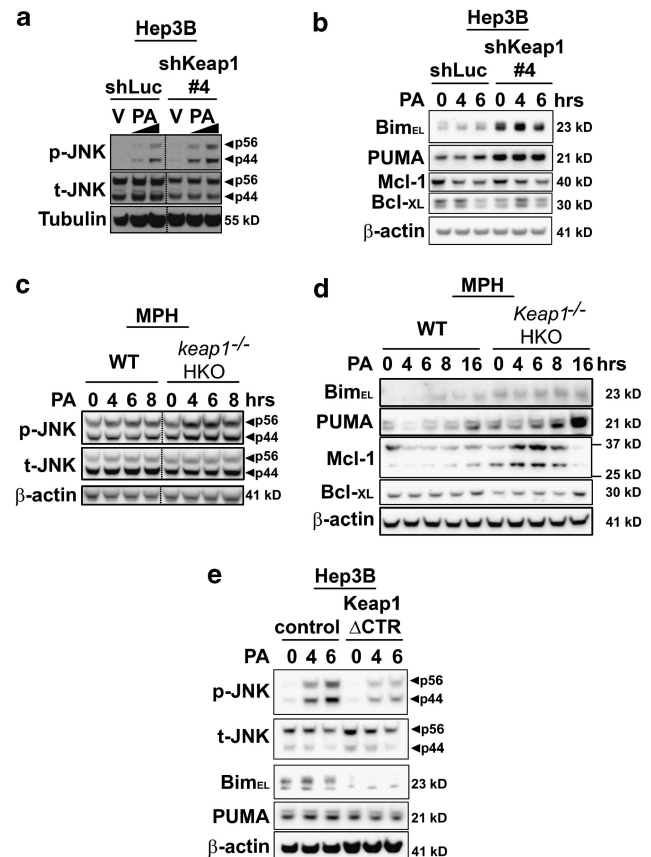 a
Hep3B
shKeap1
shLuc #4
V PA V PA
p-JNK ◄p56
◄p44
t-JNK ◄p56
◄p44
Tubulin 55 kD
b
Hep3B
shKeap1
shLuc #4
PA 0 4 6 0 4 6 hrs
BimEL 23 kD
PUMA 21 kD
Mcl-1 40 kD
Bcl-XL 30 kD
β-actin 41 kD
c
MPH
keap1-/-
WT HKO
PA 0 4 6 8 0 4 6 8 hrs
p-JNK ◄p56
◄p44
t-JNK ◄p56
◄p44
β-actin 41 kD
d
MPH
Keap1-/-
WT HKO
PA 0 4 6 8 16 0 4 6 8 16 hrs
BimEL 23 kD
PUMA 21 kD
Mcl-1 37 kD
25 kD
Bcl-XL 30 kD
β-actin 41 kD
e
Hep3B
Keap1
control ΔCTR
PA 0 4 6 0 4 6
p-JNK ◄p56
◄p44
t-JNK ◄p56
◄p44
BimEL 23 kD
PUMA 21 kD
β-actin 41 kD